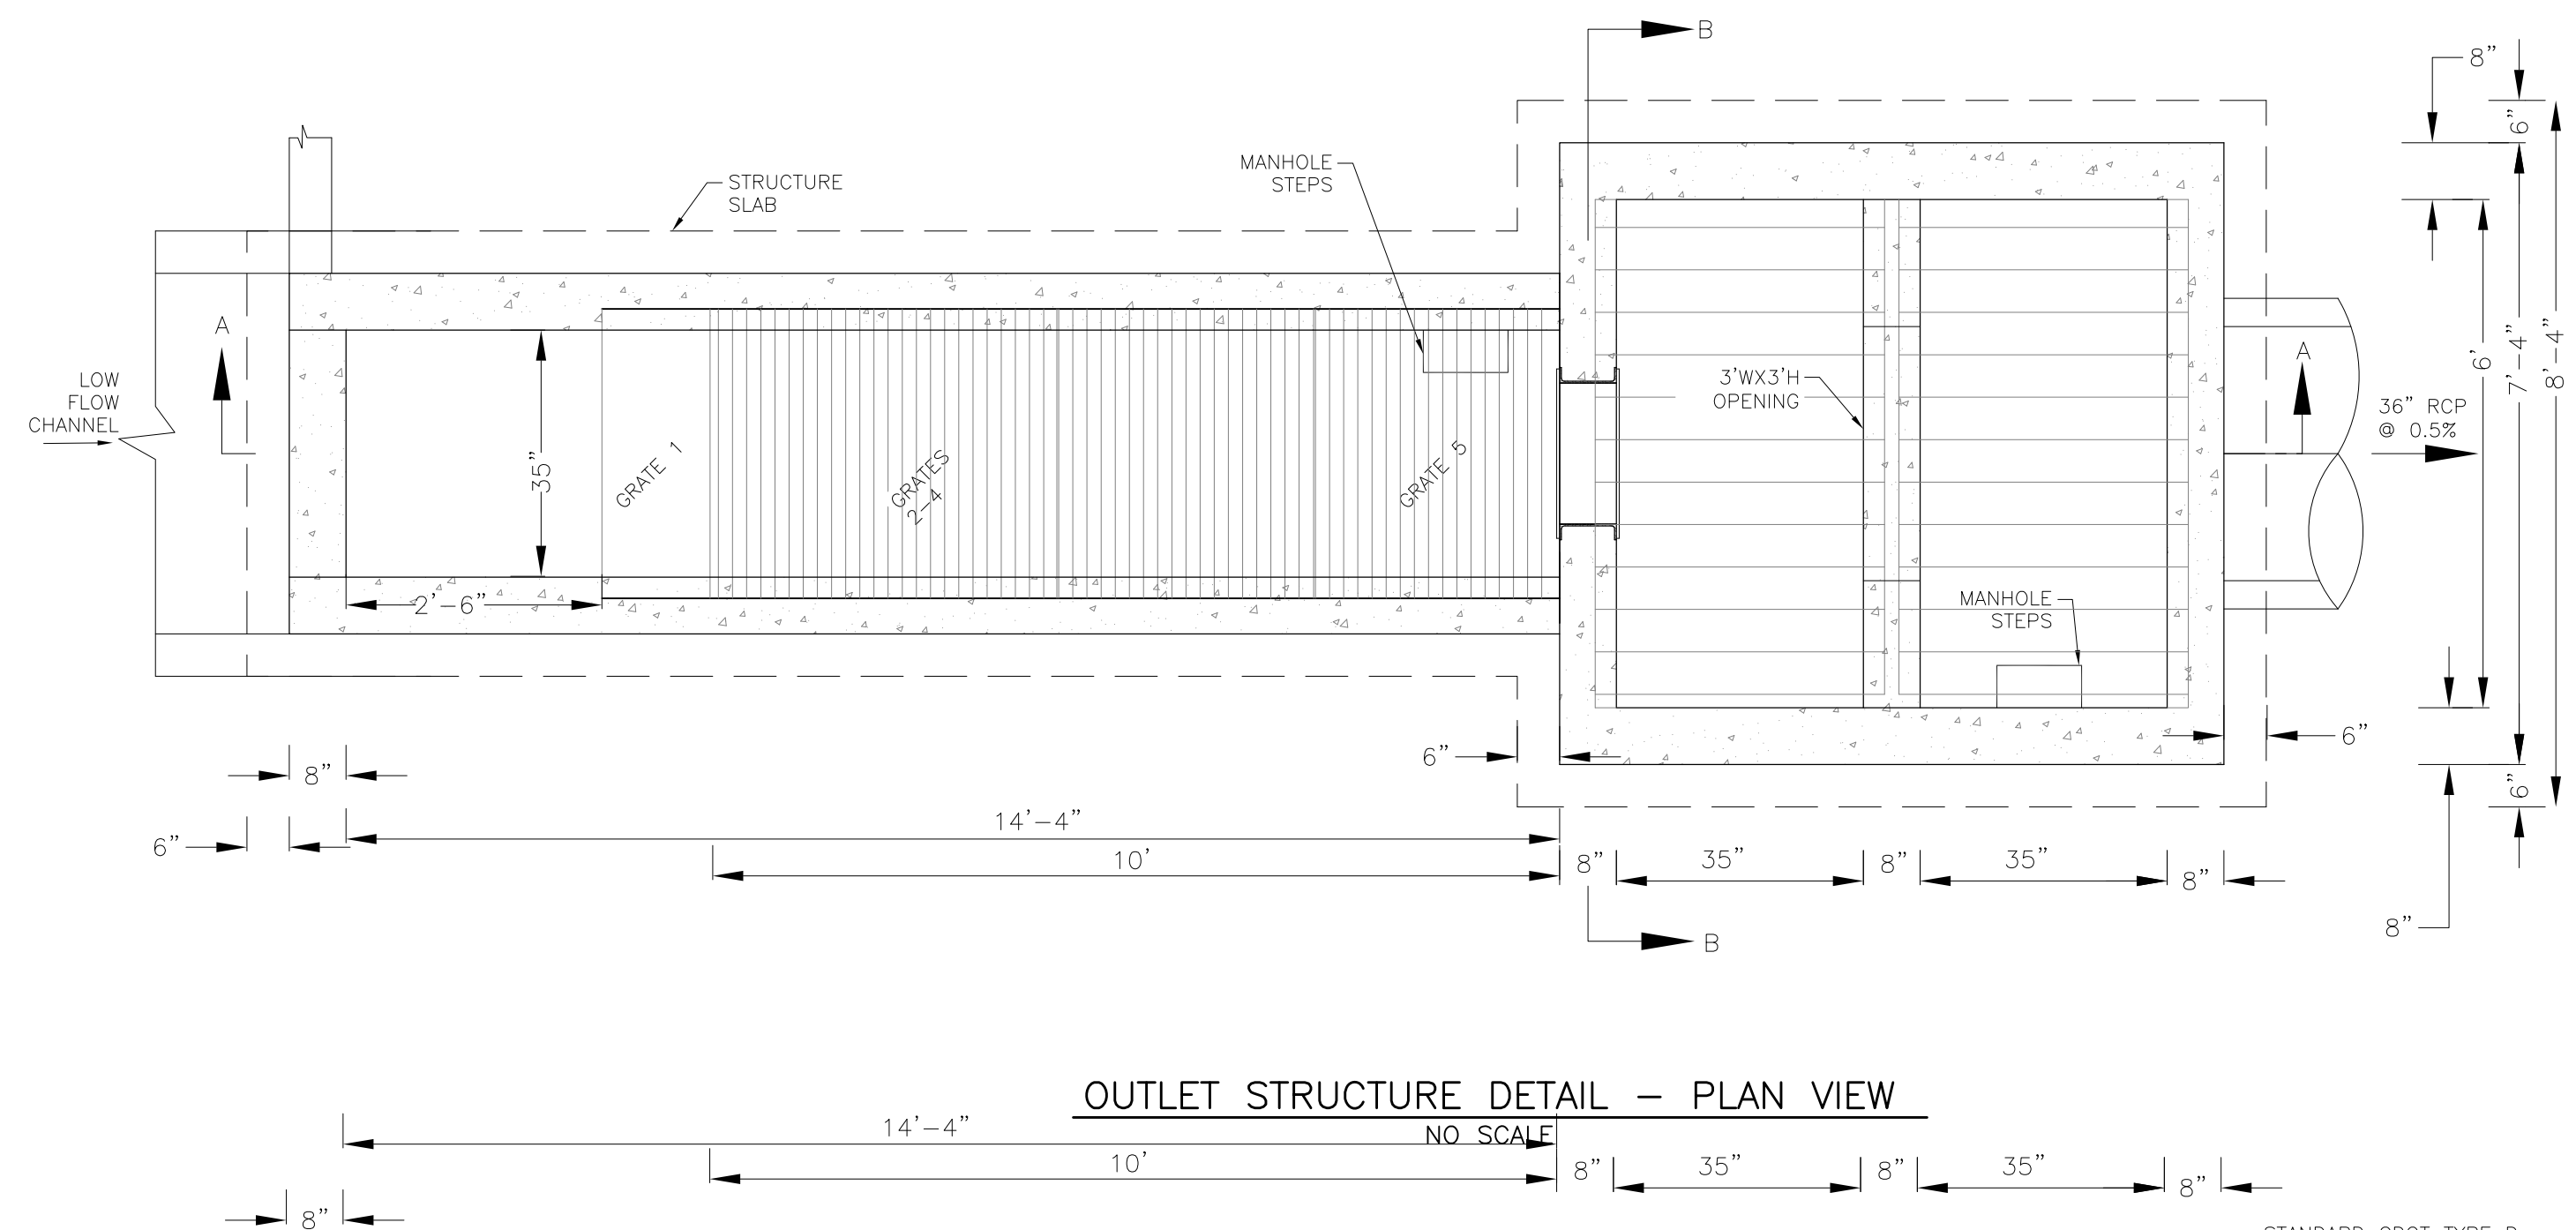 B
8”
6”
MANHOLE
STEPS
STRUCTURE
SLAB
A
LOW
FLOW
CHANNEL
35”
GRATE 1
GRATES
2-4
GRATE 5
2’-6”
3’WX3’H
OPENING
MANHOLE
STEPS
A
36” RCP
@ 0.5%
6’
7’-4”
8’-4”
6”
6”
6”
8”
8”
6”
14’-4”
10’
8”
35”
8”
35”
8”
B
OUTLET STRUCTURE DETAIL - PLAN VIEW
NO SCALE
14’-4”
10’
8”
35”
8”
35”
8”
8”